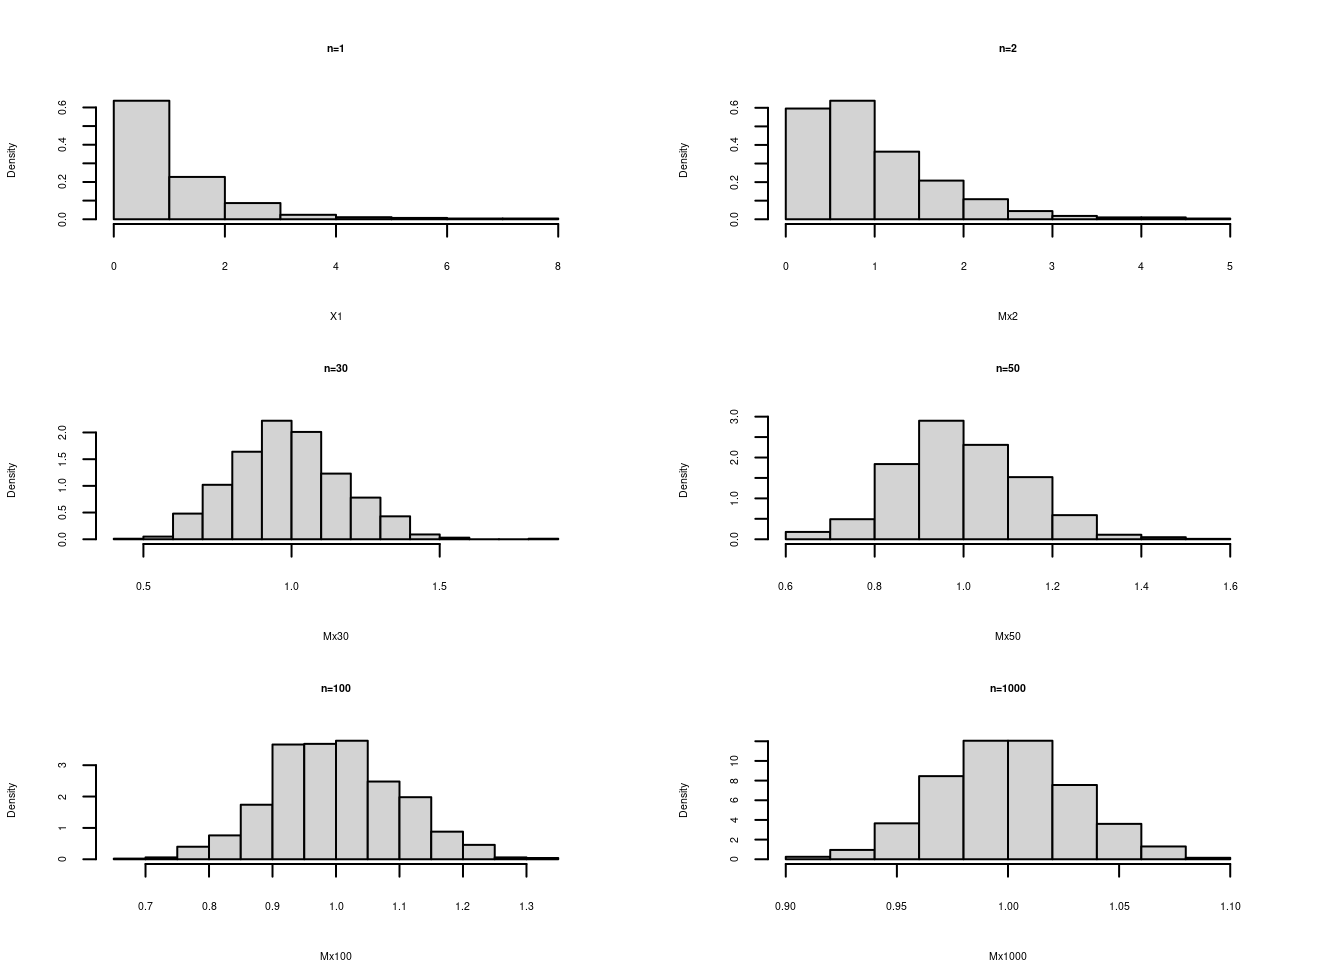 n=1
Density
0.0 0.2 0.4 0.6
0 2 4 6 8
X1
n=2
Density
0.0 0.2 0.4 0.6
0 1 2 3 4 5
Mx2
n=30
Density
0.0 0.5 1.0 1.5 2.0
0.5 1.0 1.5
Mx30
n=50
Density
0.0 1.0 2.0 3.0
0.6 0.8 1.0 1.2 1.4 1.6
Mx50
n=100
Density
0 1 2 3
0.7 0.8 0.9 1.0 1.1 1.2 1.3
Mx100
n=1000
Density
0 2 4 6 8 10
0.90 0.95 1.00 1.05 1.10
Mx1000